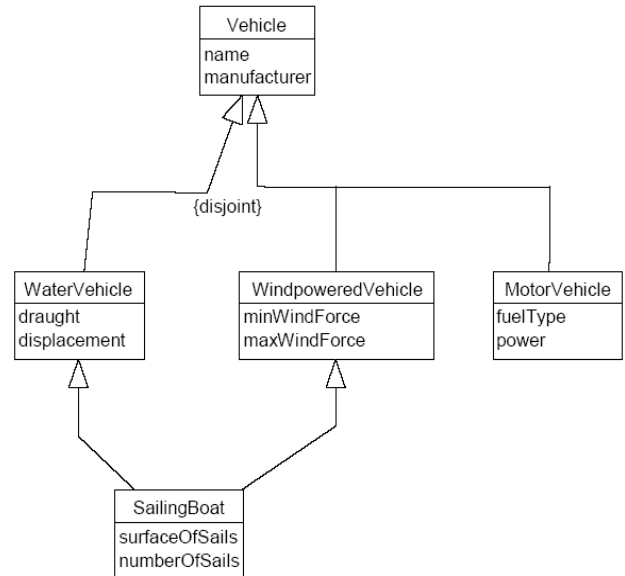 Vehicle
name
manufacturer
{disjoint}
WaterVehicle
draught
displacement
WindpoweredVehicle
minWindForce
maxWindForce
MotorVehicle
fuelType
power
SailingBoat
surfaceOfSails
numberOfSails